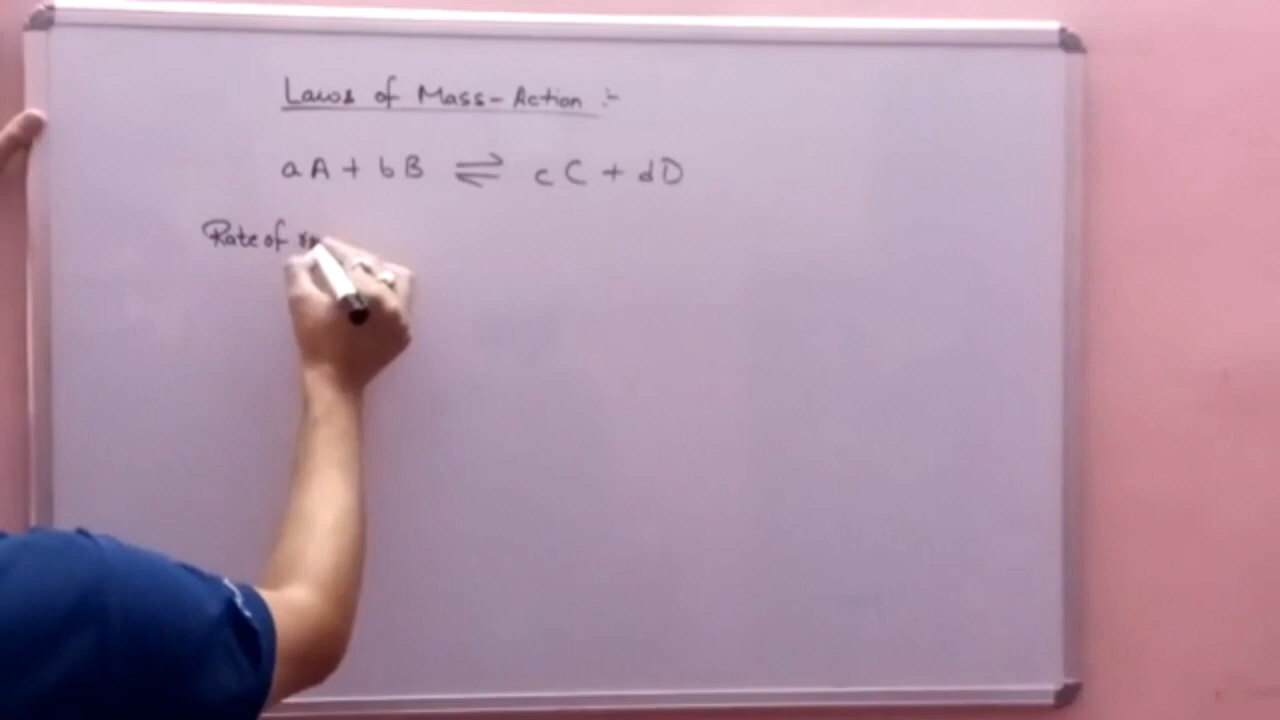 Laws of Mass-Action :-
aA + bB ⇌ cC + dD
Rate of